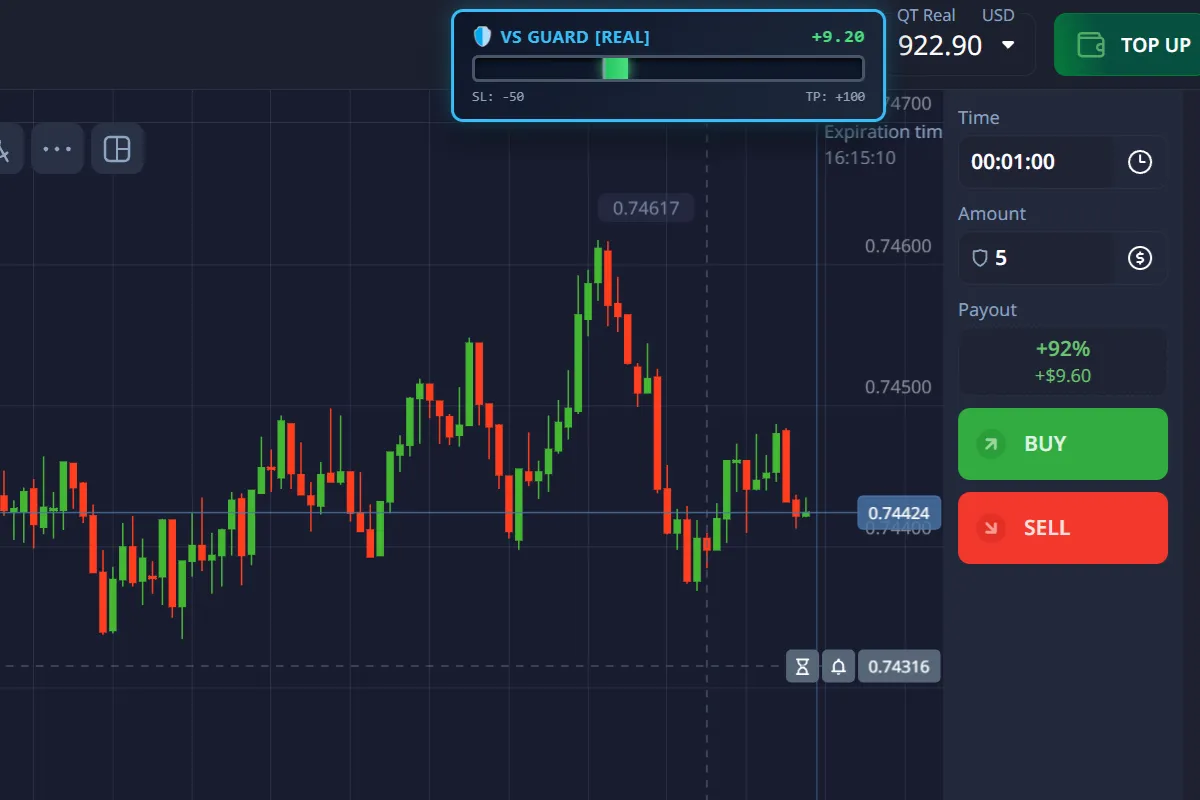 VS GUARD [REAL]
+9.20
SL: -50
TP: +100
QT Real
USD
922.90
TOP UP
0.74700
Expiration tim
16:15:10
Time
00:01:00
Amount
5
Payout
+92%
+$9.60
BUY
SELL
0.74617
0.74600
0.74500
0.74424
0.74400
0.74316